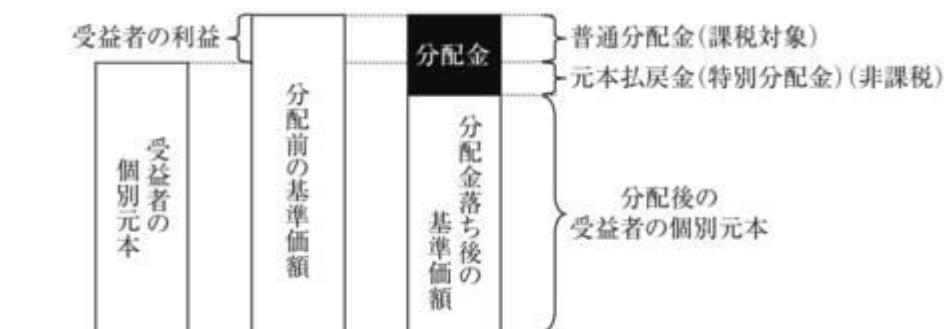 受益者の利益
受益者の
個別元本
分配前の基準価額
分配金
分配金落ち後の
基準価額
普通分配金(課税対象)
元本払戻金(特別分配金)(非課税)
分配後の
受益者の個別元本